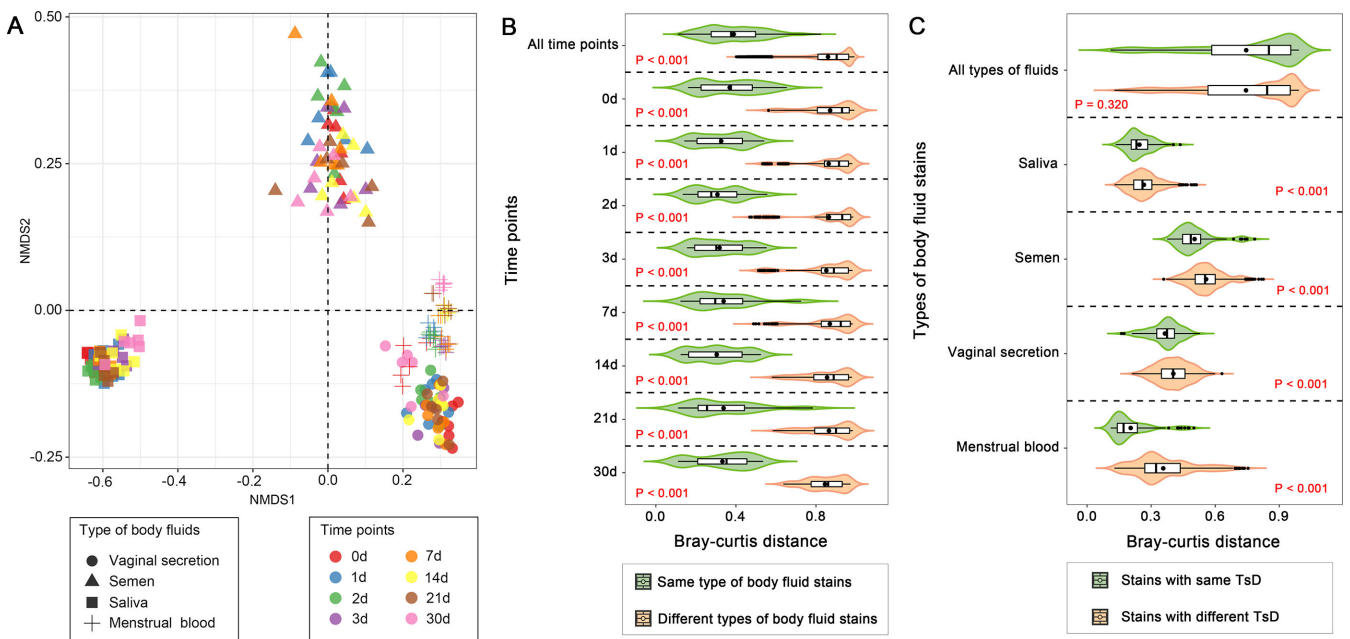 A
NMDS2
0.50
0.25
0.00
-0.25
-0.6
-0.4
-0.2
0.0
0.2
NMDS1
Type of body fluids
Vaginal secretion
Semen
Saliva
Menstrual blood
Time points
0d
1d
2d
3d
7d
14d
21d
30d
B
Time points
All time points
P < 0.001
0d
P < 0.001
1d
P < 0.001
2d
P < 0.001
3d
P < 0.001
7d
P < 0.001
14d
P < 0.001
21d
P < 0.001
30d
P < 0.001
0.0
0.4
0.8
Bray-curtis distance
Same type of body fluid stains
Different types of body fluid stains
C
Types of body fluid stains
All types of fluids
P = 0.320
Saliva
P < 0.001
Semen
P < 0.001
Vaginal secretion
P < 0.001
Menstrual blood
P < 0.001
0.0
0.3
0.6
0.9
Bray-curtis distance
Stains with same TsD
Stains with different TsD